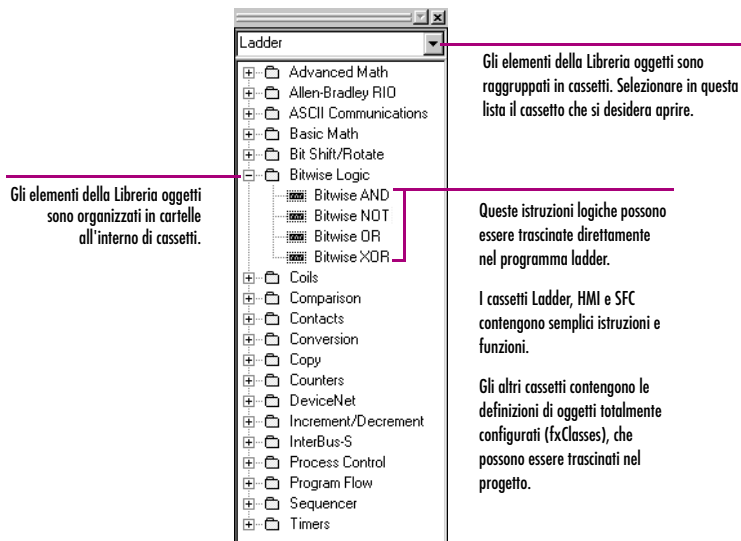 Ladder
Advanced Math
Allen-Bradley RIO
ASCII Communications
Basic Math
Bit Shift/Rotate
Bitwise Logic
Bitwise AND
Bitwise NOT
Bitwise OR
Bitwise XOR
Coils
Comparison
Contacts
Conversion
Copy
Counters
DeviceNet
Increment/Decrement
InterBus-S
Process Control
Program Flow
Sequencer
Timers
Gli elementi della Libreria oggetti
sono organizzati in cartelle
all'interno di cassetti.
Gli elementi della Libreria oggetti sono
raggruppati in cassetti. Selezionare in questa
lista il cassetto che si desidera aprire.
Queste istruzioni logiche possono
essere trascinate direttamente
nel programma ladder.
I cassetti Ladder, HMI e SFC
contengono semplici istruzioni e
funzioni.
Gli altri cassetti contengono le
definizioni di oggetti totalmente
configurati (fxClasses), che
possono essere trascinati nel
progetto.